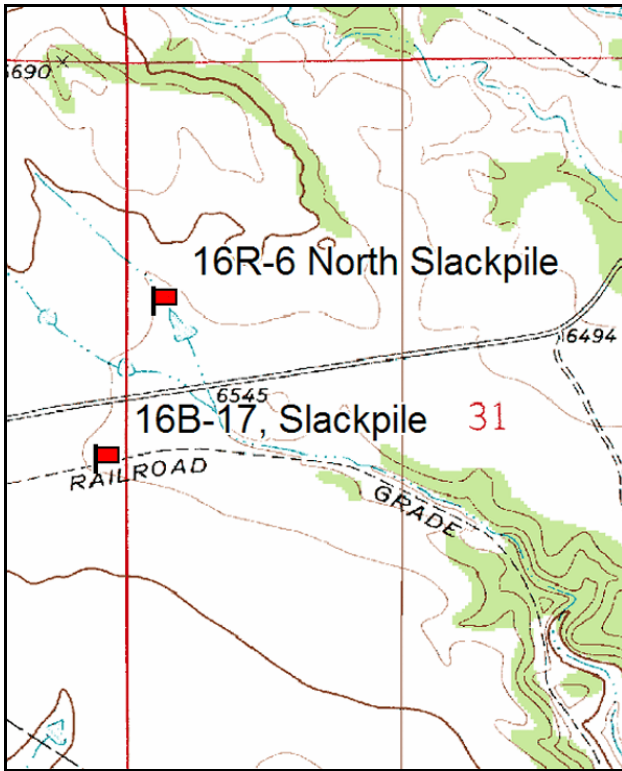 6690
16R-6 North Slackpile
6494
6545
16B-17, Slackpile
31
RAILROAD
GRADE